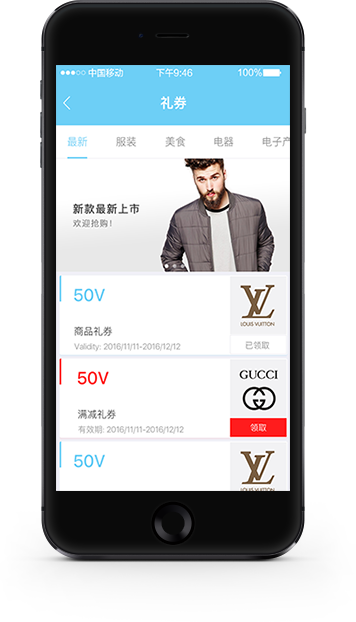 中国移动 下午9:46 100%
礼券
最新 服装 美食 电器 电子产
新款最新上市
欢迎抢购！
50V
商品礼券
Validity: 2016/11/11-2016/12/12
LV
LOUIS VUITTON
已领取
50V
满减礼券
有效期: 2016/11/11-2016/12/12
GUCCI
领取
50V
LV
LOUIS VUITTON